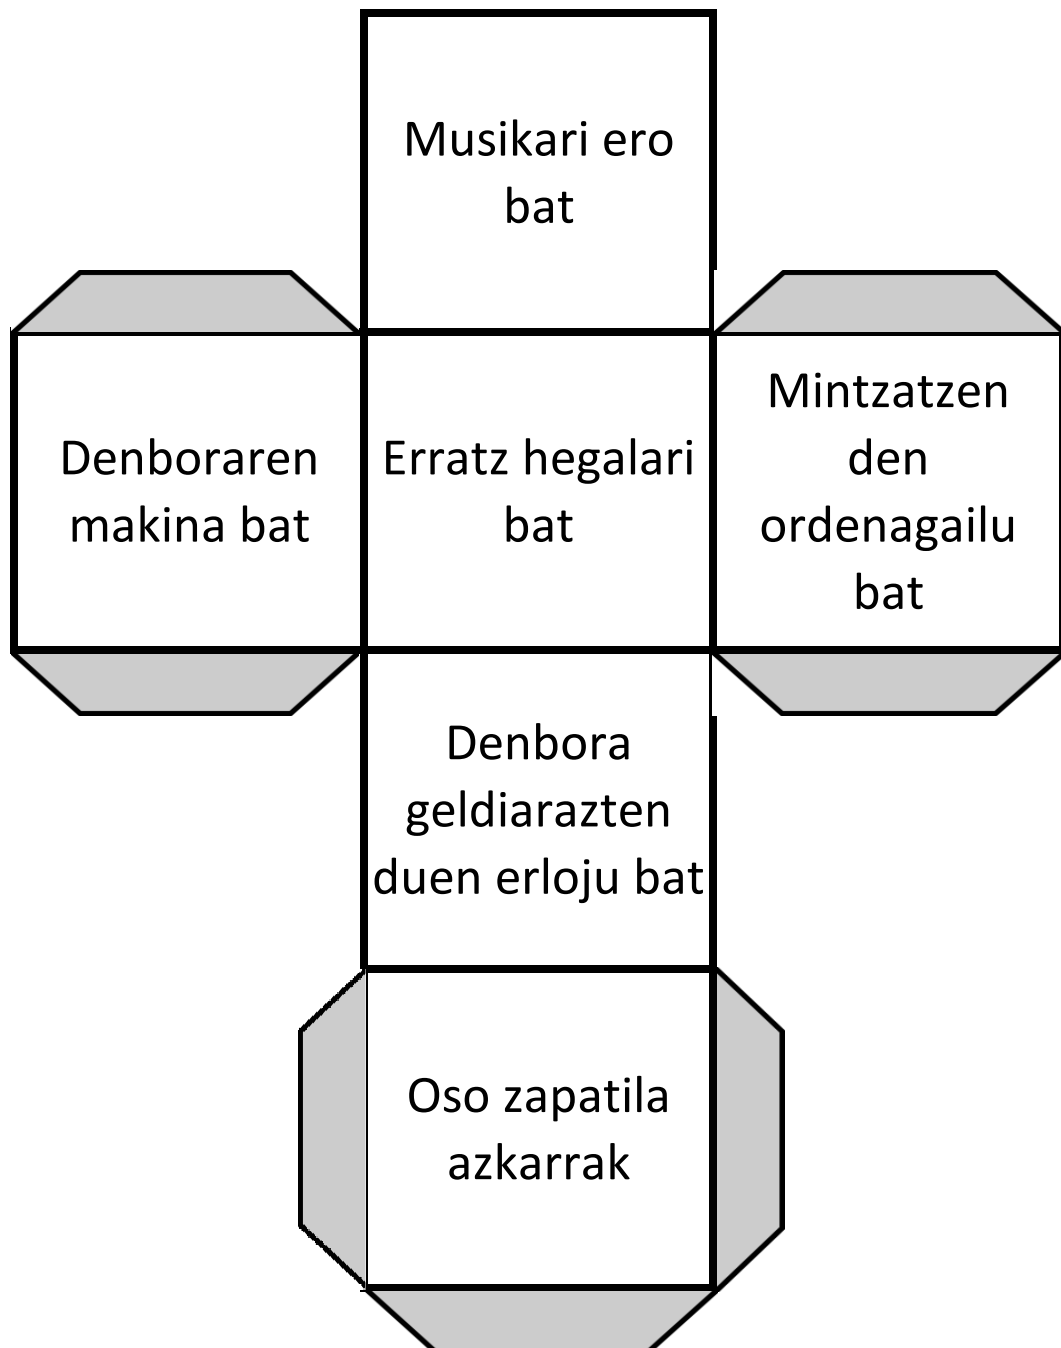 Musikari ero
bat
Denboraren
makina bat
Erratz hegalari
bat
Mintzatzen
den
ordenagailu
bat
Denbora
geldiarazten
duen erloju bat
Oso zapatila
azkarrak